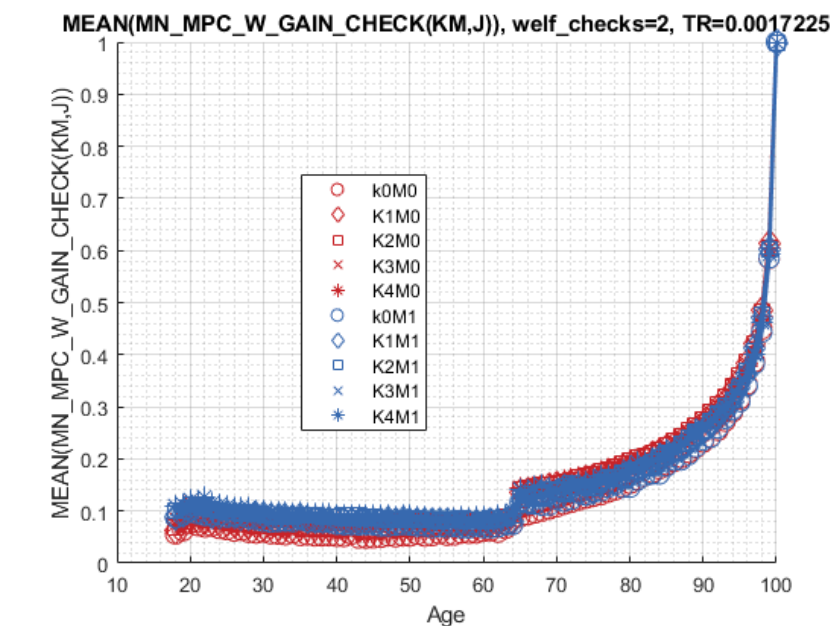 MEAN(MN_MPC_W_GAIN_CHECK(KM,J)), welf_checks=2, TR=0.0017225
MEAN(MN_MPC_W_GAIN_CHECK(KM,J))
1
0.9
0.8
0.7
0.6
0.5
0.4
0.3
0.2
0.1
0
k0M0
K1M0
K2M0
K3M0
K4M0
k0M1
K1M1
K2M1
K3M1
K4M1
10 20 30 40 50 60 70 80 90 100
Age